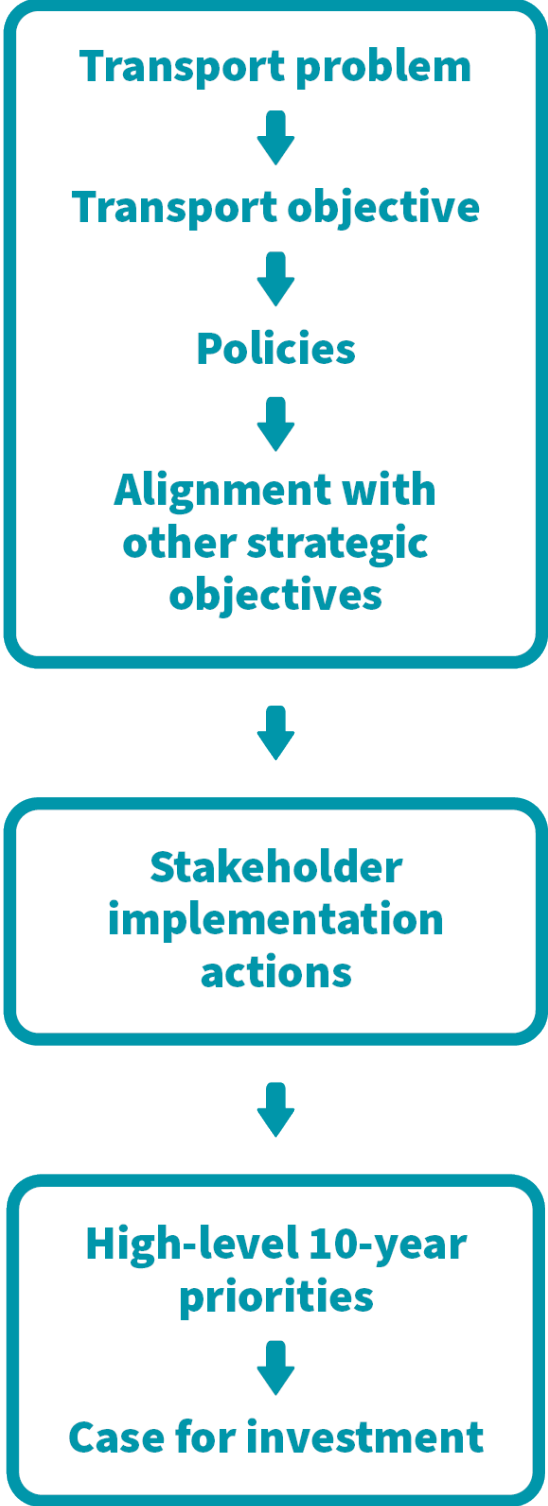 Transport problem
Transport objective
Policies
Alignment with
other strategic
objectives
Stakeholder
implementation
actions
High-level 10-year
priorities
Case for investment